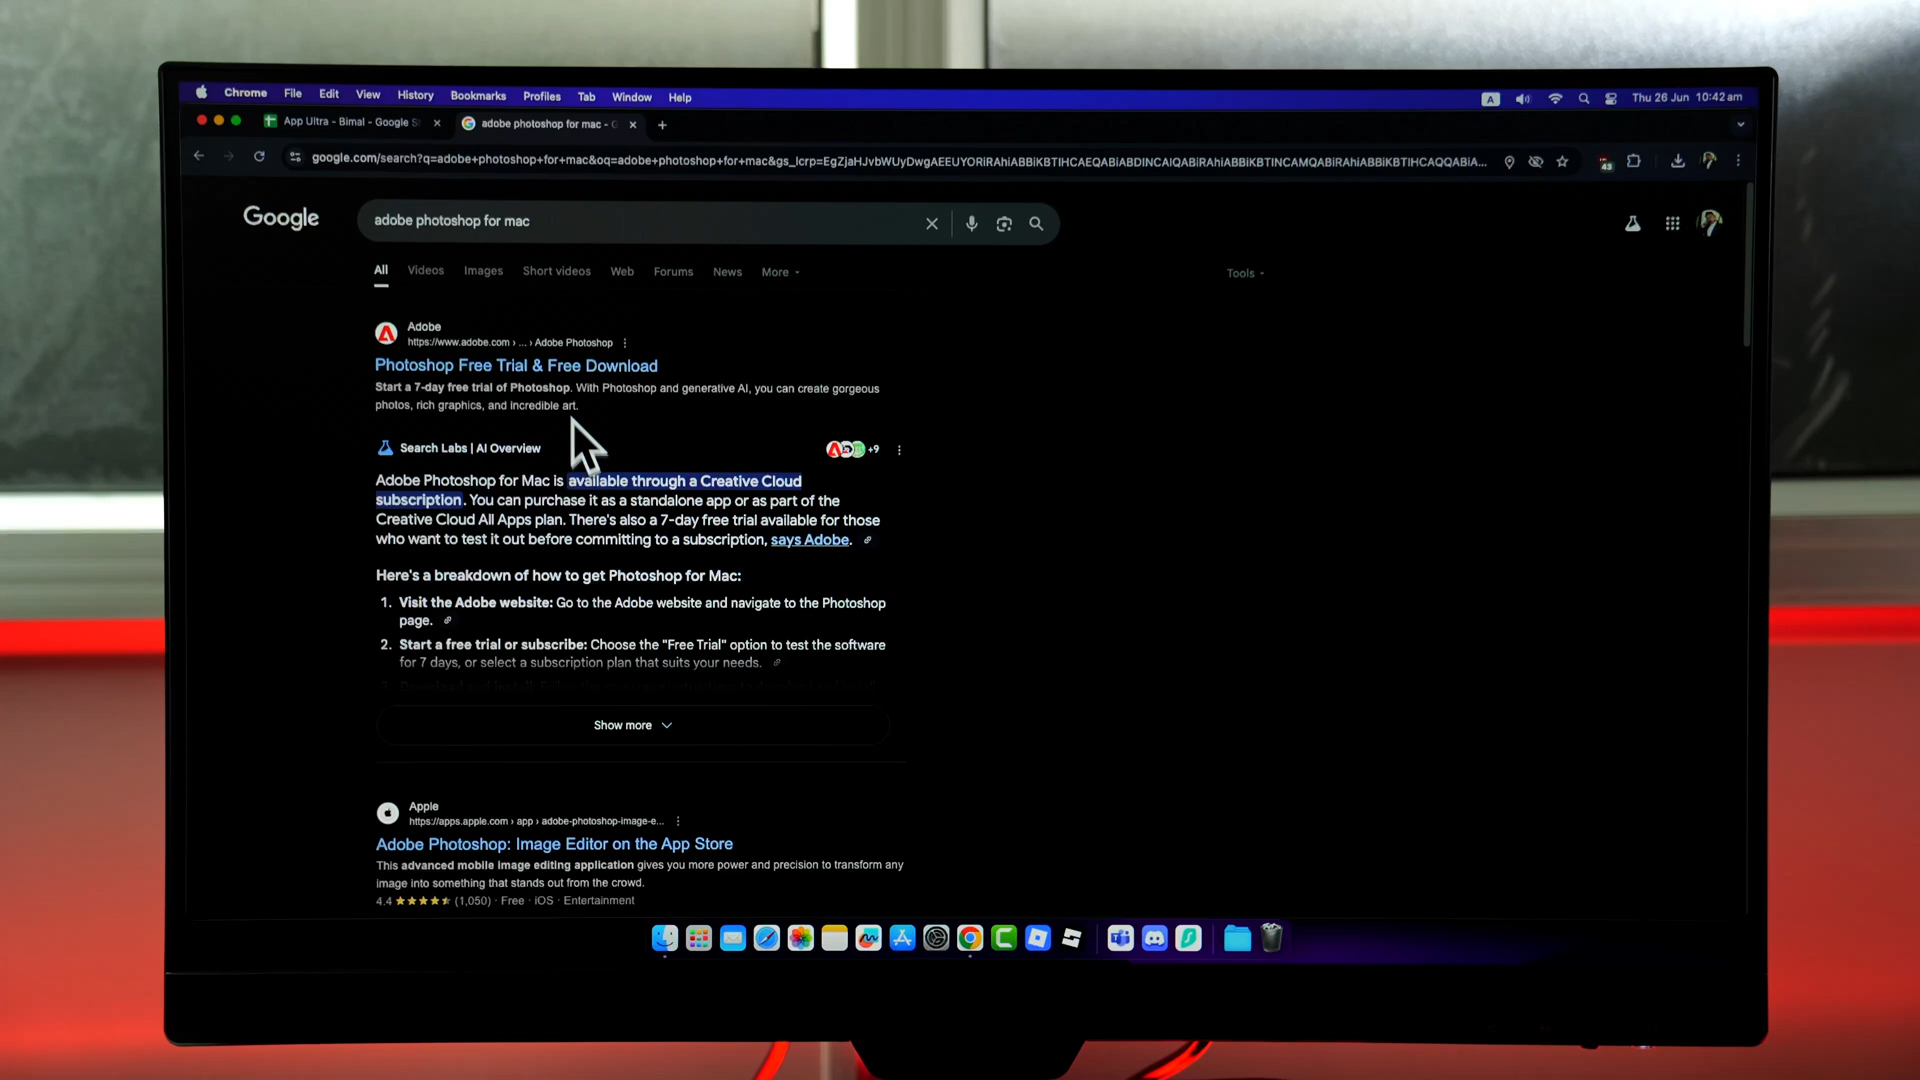 Chrome File Edit View History Bookmarks Profiles Tab Window Help
A Thu 26 Jun 10:42 am
App Ultra - Bimal - Google S
adobe photoshop for mac - G
google.com/search?q=adobe+photoshop+for+mac&oq=adobe+photoshop+for+mac&gs_lcrp=
43
Google
adobe photoshop for mac
All Videos Images Short videos Web Forums News More Tools
Adobe
https://www.adobe.com › ... › Adobe Photoshop
Photoshop Free Trial & Free Download
Start a 7-day free trial of Photoshop. With Photoshop and generative AI, you can create gorgeous
photos, rich graphics, and incredible art.
Search Labs | AI Overview
+9
Adobe Photoshop for Mac is available through a Creative Cloud
subscription. You can purchase it as a standalone app or as part of the
Creative Cloud All Apps plan. There's also a 7-day free trial available for those
who want to test it out before committing to a subscription, says Adobe.
Here's a breakdown of how to get Photoshop for Mac:
1. Visit the Adobe website: Go to the Adobe website and navigate to the Photoshop
page.
2. Start a free trial or subscribe: Choose the "Free Trial" option to test the software
for 7 days, or select a subscription plan that suits your needs.
3. Download and install:
Show more
Apple
https://apps.apple.com › app › adobe-photoshop-image-e...
Adobe Photoshop: Image Editor on the App Store
This advanced mobile image editing application gives you more power and precision to transform any
image into something that stands out from the crowd.
4.4 (1,050) · Free · iOS · Entertainment